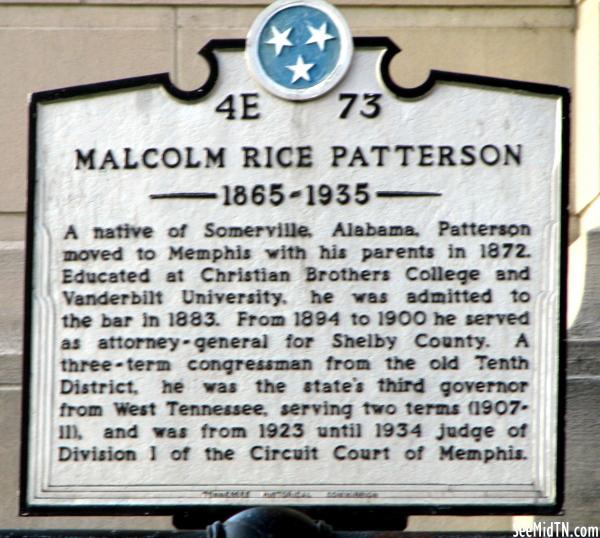 4E 73
MALCOLM RICE PATTERSON
1865-1935
A native of Somerville, Alabama, Patterson
moved to Memphis with his parents in 1872.
Educated at Christian Brothers College and
Vanderbilt University, he was admitted to
the bar in 1883. From 1894 to 1900 he served
as attorney-general for Shelby County. A
three-term congressman from the old Tenth
District, he was the state's third governor
from West Tennessee, serving two terms (1907-
11), and was from 1923 until 1934 judge of
Division I of the Circuit Court of Memphis.
TENNESSEE HISTORICAL COMMISSION
SeeMidTN.com